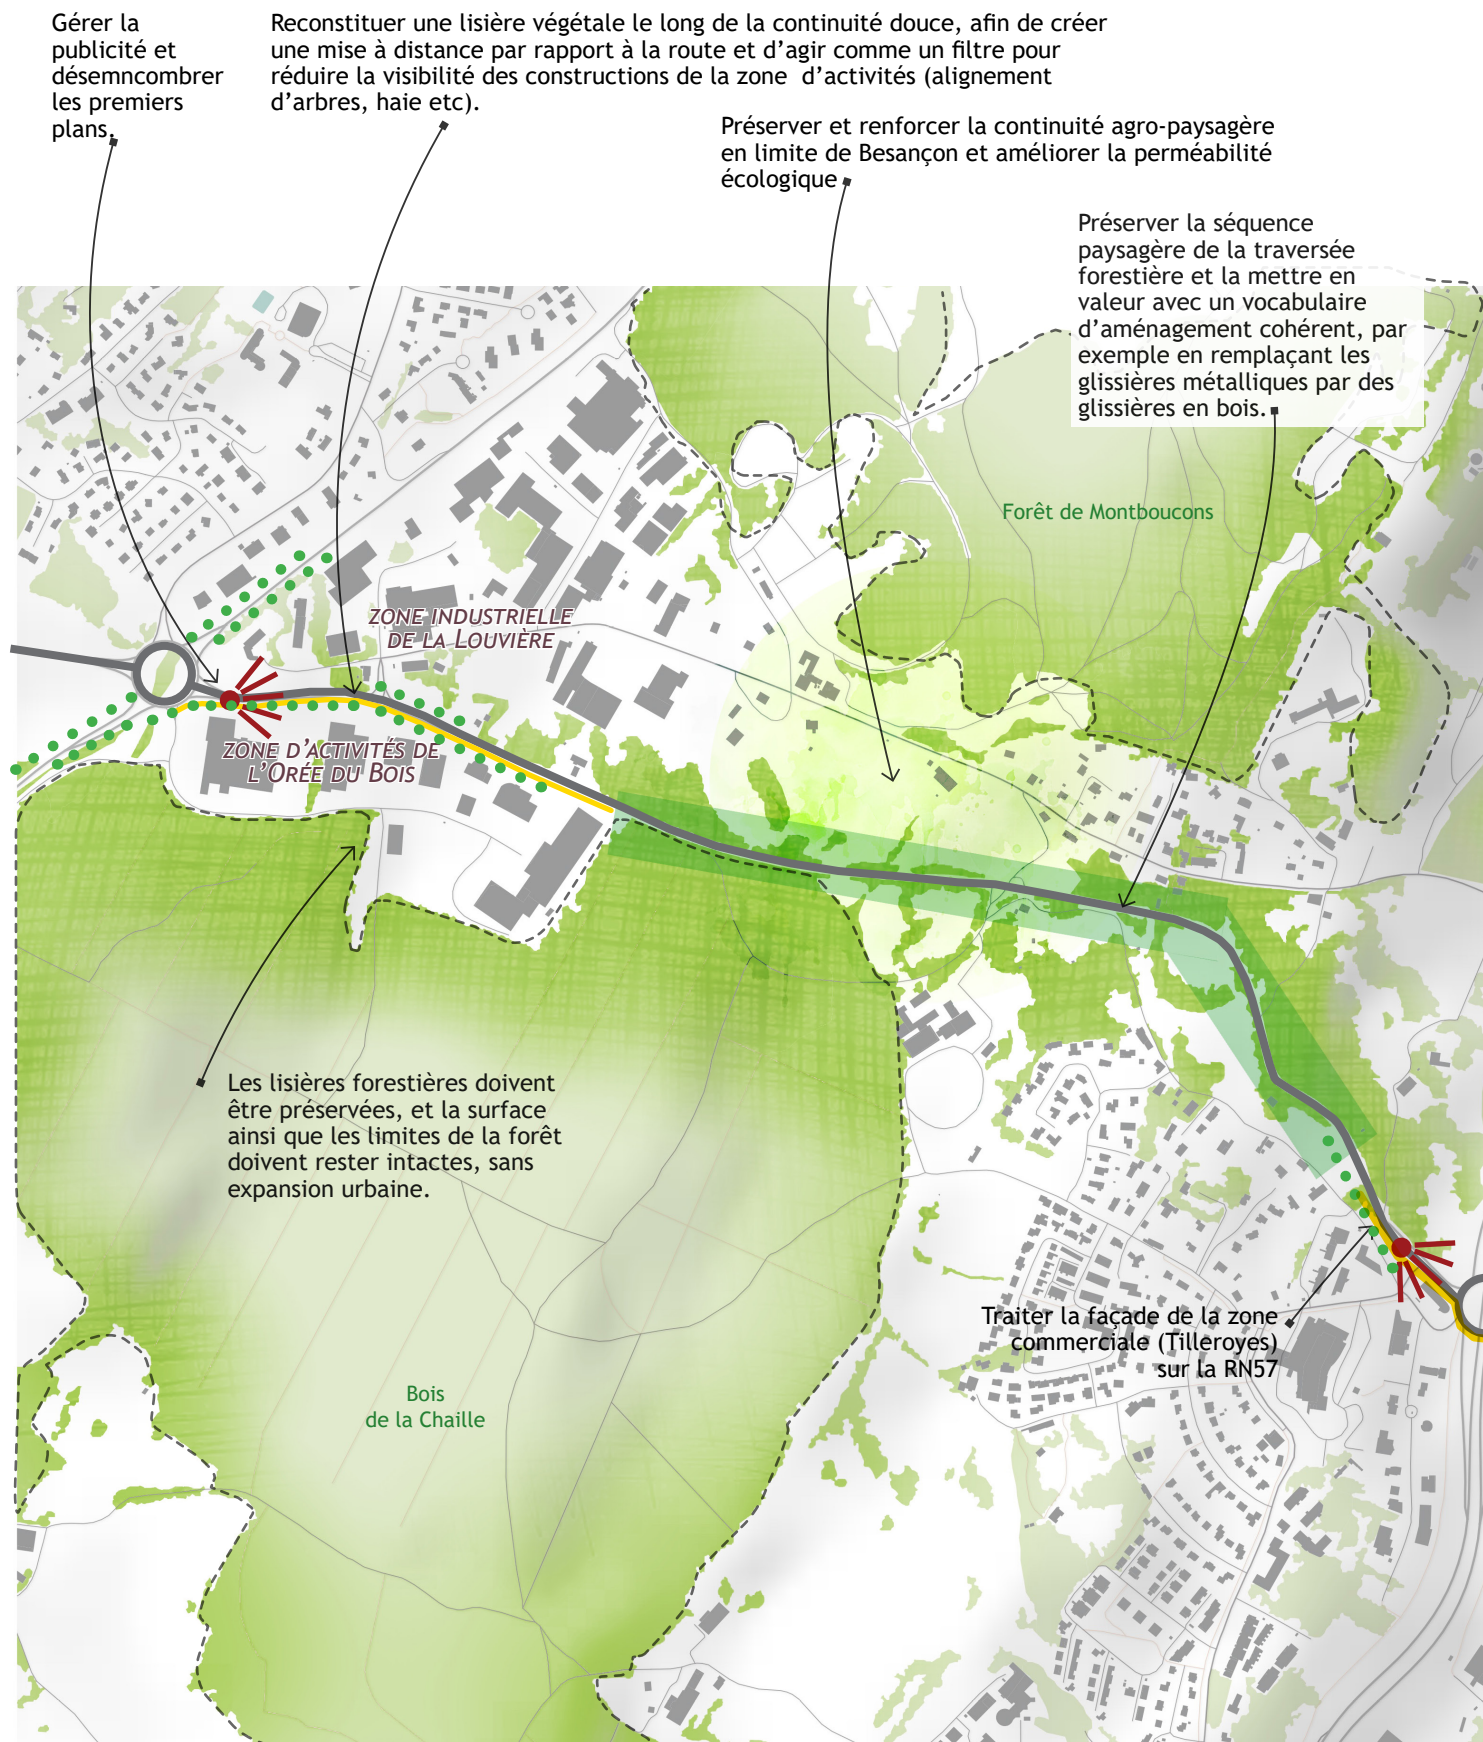 Gérer la
publicité et
désemncombrer
les premiers
plans.
Reconstituer une lisière végétale le long de la continuité douce, afin de créer
une mise à distance par rapport à la route et d’agir comme un filtre pour
réduire la visibilité des constructions de la zone  d’activités (alignement
d’arbres, haie etc).
Préserver et renforcer la continuité agro-paysagère
en limite de Besançon et améliorer la perméabilité
écologique
Préserver la séquence
paysagère de la traversée
forestière et la mettre en
valeur avec un vocabulaire
d’aménagement cohérent, par
exemple en remplaçant les
glissières métalliques par des
glissières en bois.
Forêt de Montboucons
ZONE INDUSTRIELLE
DE LA LOUVIÈRE
ZONE D’ACTIVITÉS DE
L’ORÉE DU BOIS
Les lisières forestières doivent
être préservées, et la surface
ainsi que les limites de la forêt
doivent rester intactes, sans
expansion urbaine.
Traiter la façade de la zone
commerciale (Tilleroyes)
sur la RN57
Bois
de la Chaille